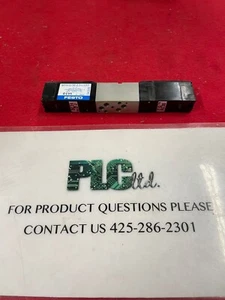 FESTO
PLC ltd.
FOR PRODUCT QUESTIONS PLEASE
CONTACT US 425-286-2301